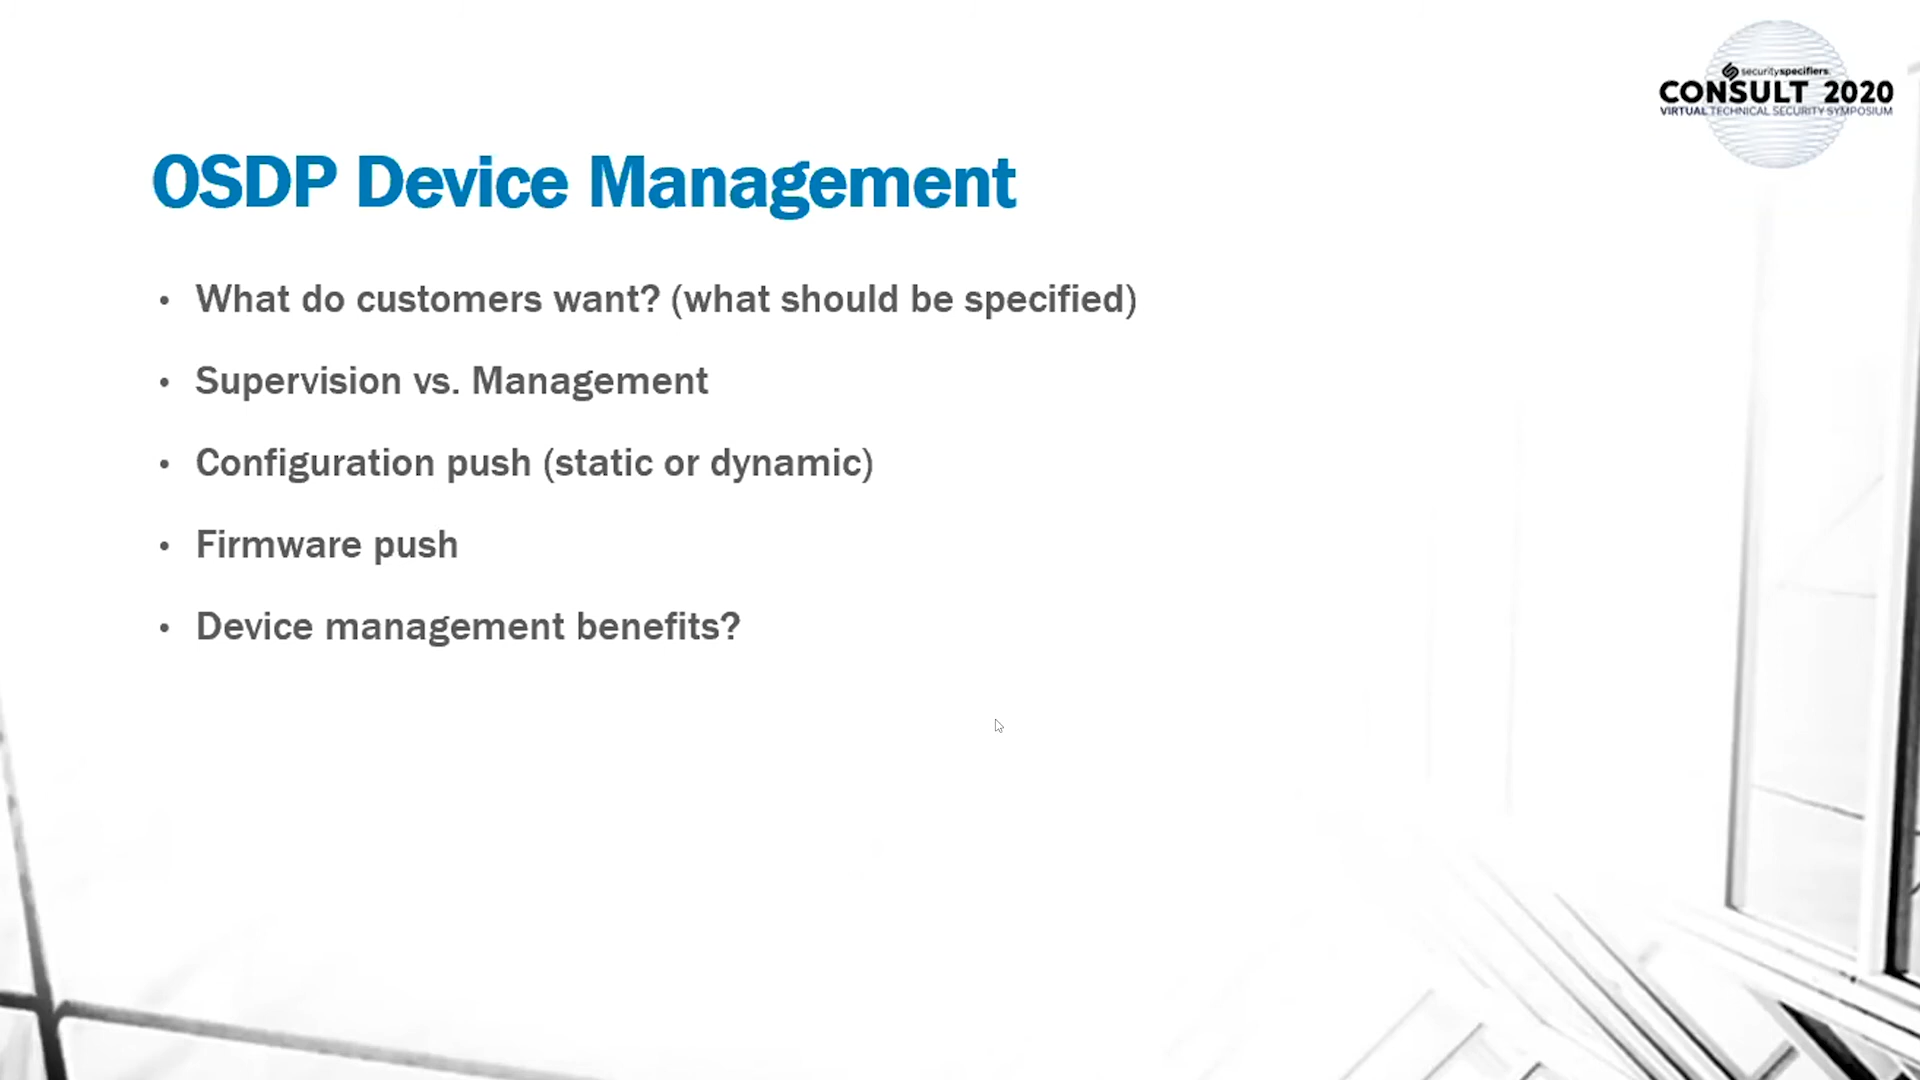 securityspecifiers
CONSULT 2020
VIRTUAL TECHNICAL SECURITY SYMPOSIUM
OSDP Device Management
• What do customers want? (what should be specified)
• Supervision vs. Management
• Configuration push (static or dynamic)
• Firmware push
• Device management benefits?